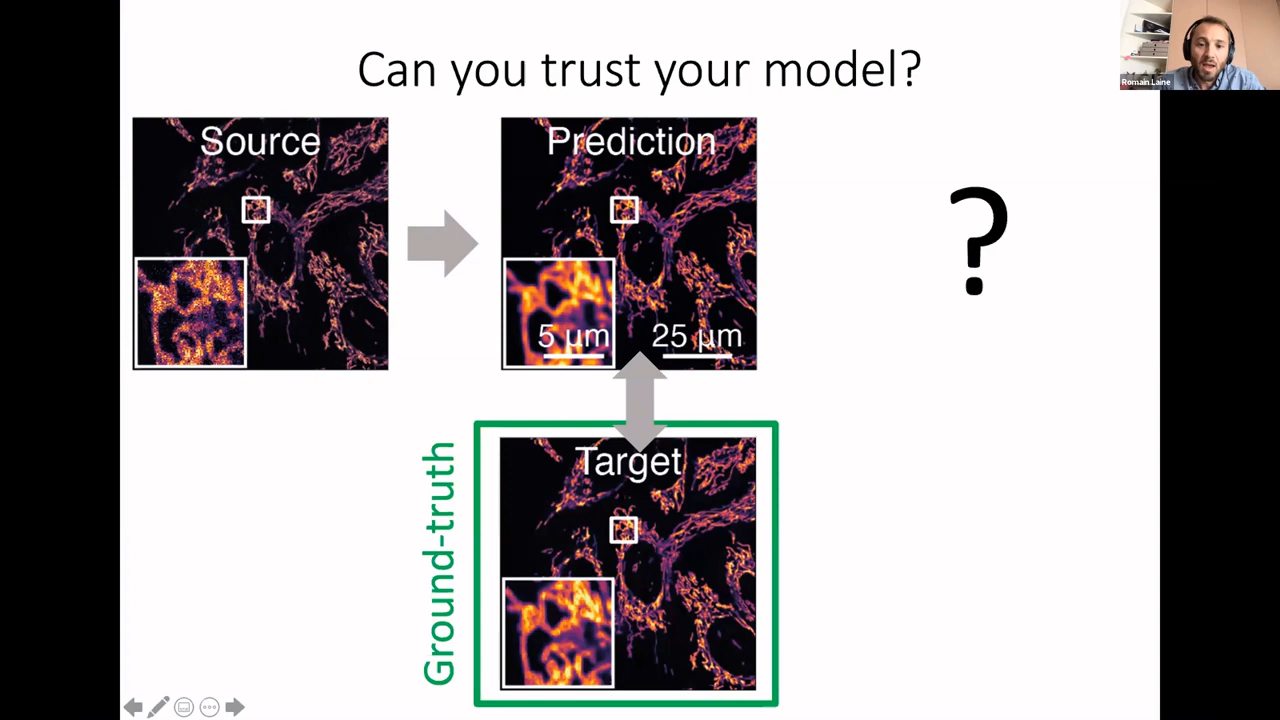 Can you trust your model?
Romain Laine
Source
Prediction
5 µm
25 µm
?
Ground-truth
Target